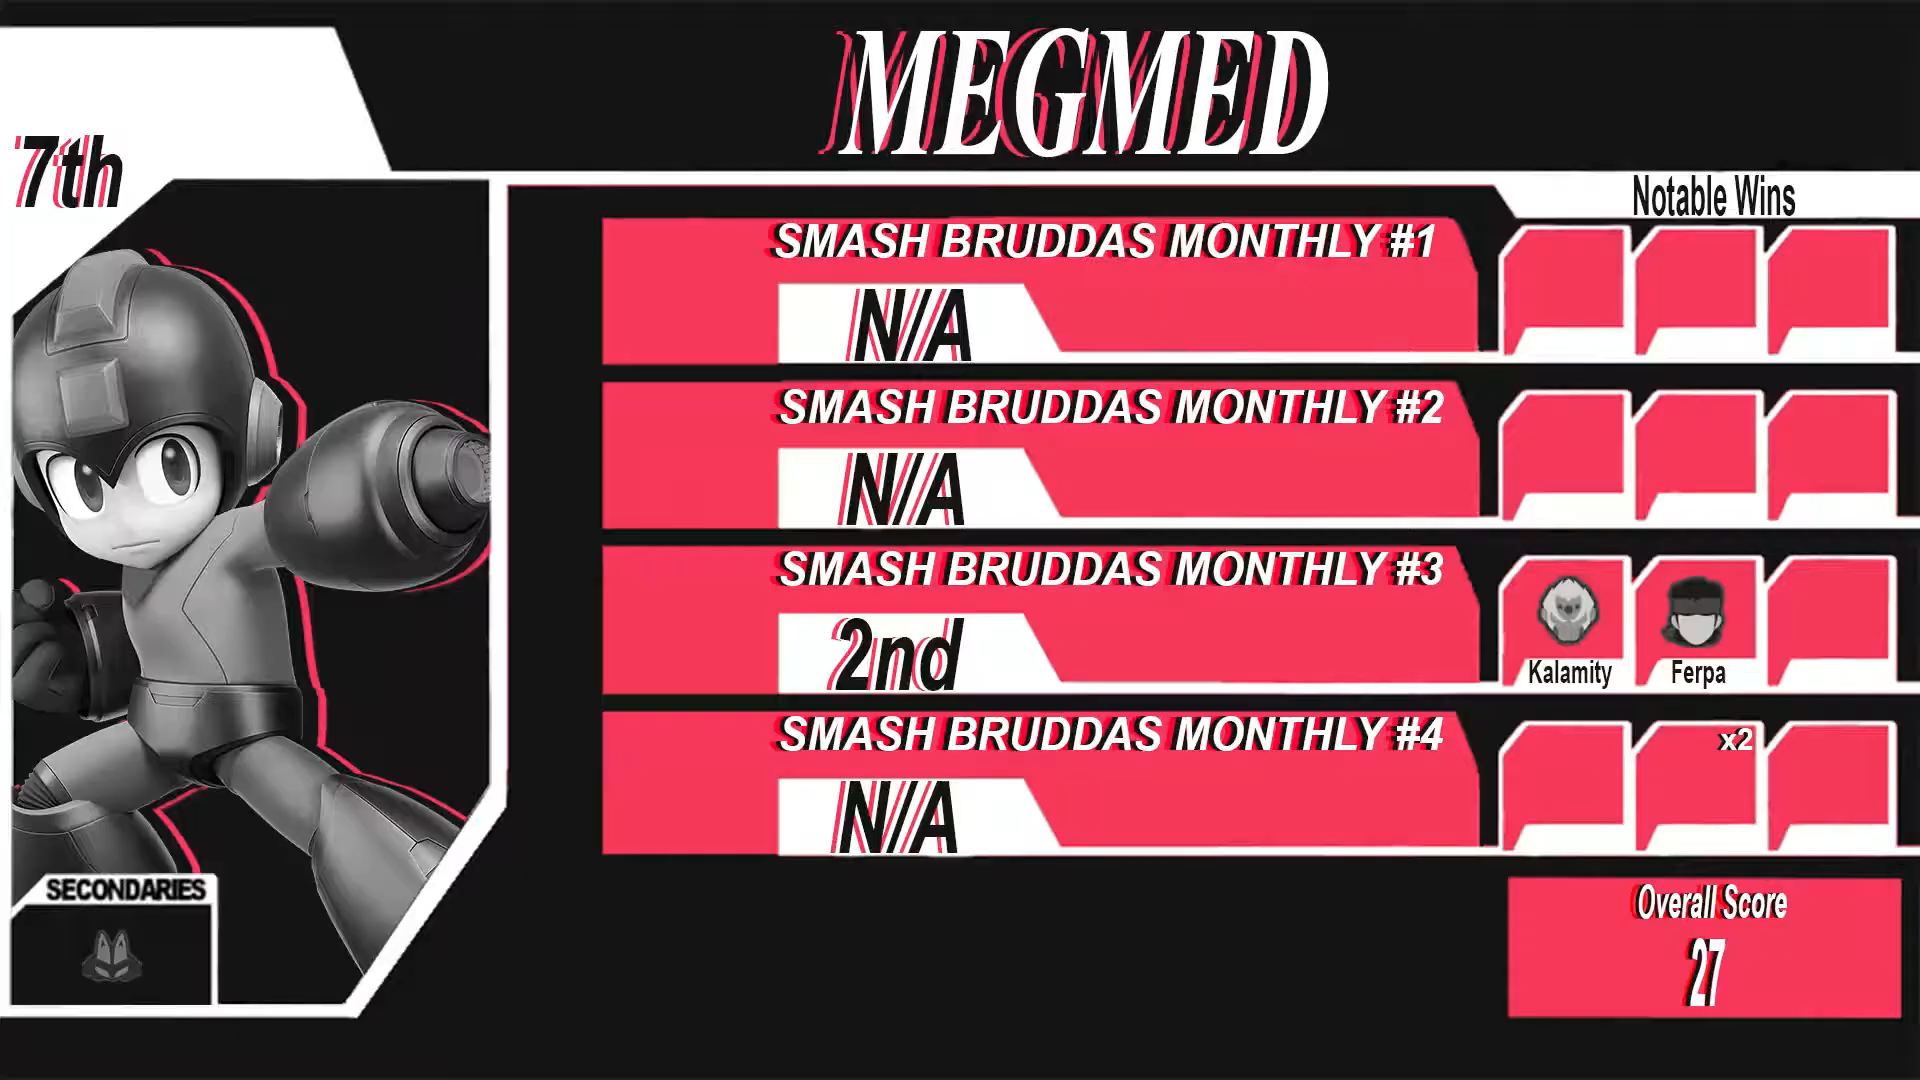 MEGMED
7th
Notable Wins
SMASH BRUDDAS MONTHLY #1
N/A
SMASH BRUDDAS MONTHLY #2
N/A
SMASH BRUDDAS MONTHLY #3
2nd
Kalamity
Ferpa
SMASH BRUDDAS MONTHLY #4
x2
N/A
SECONDARIES
Overall Score
27